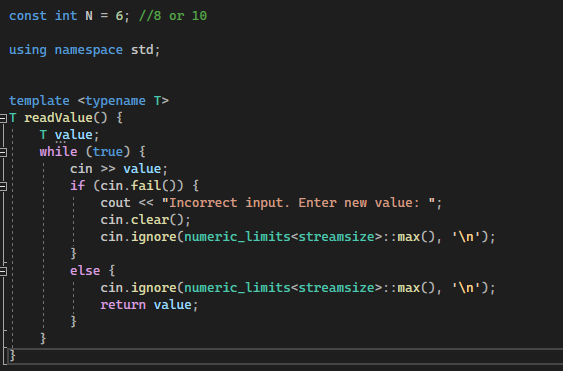 const int N = 6; //8 or 10
using namespace std;
template <typename T>
T readValue() {
T value;
while (true) {
cin >> value;
if (cin.fail()) {
cout << "Incorrect input. Enter new value: ";
cin.clear();
cin.ignore(numeric_limits<streamsize>::max(), '\n');
}
else {
cin.ignore(numeric_limits<streamsize>::max(), '\n');
return value;
}
}
}